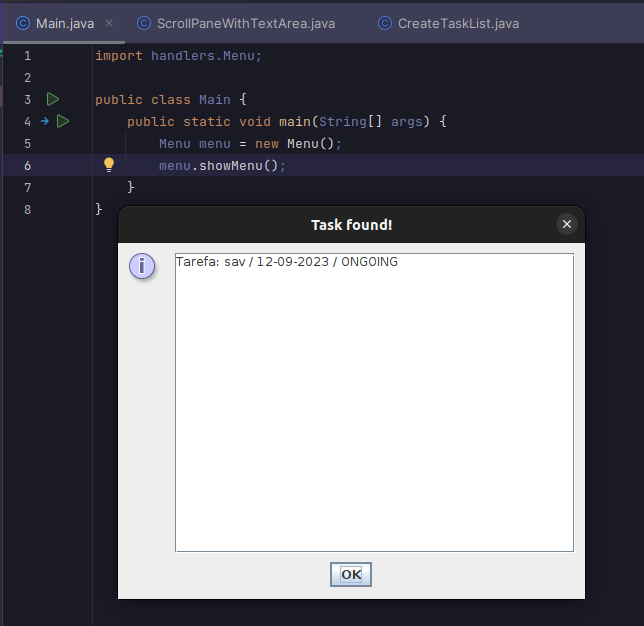 Main.java
ScrollPaneWithTextArea.java
CreateTaskList.java
1 import handlers.Menu;
2
3 public class Main {
4 public static void main(String[] args) {
5 Menu menu = new Menu();
6 menu.showMenu();
7 }
8 }
Task found!
Tarefa: sav / 12-09-2023 / ONGOING
OK